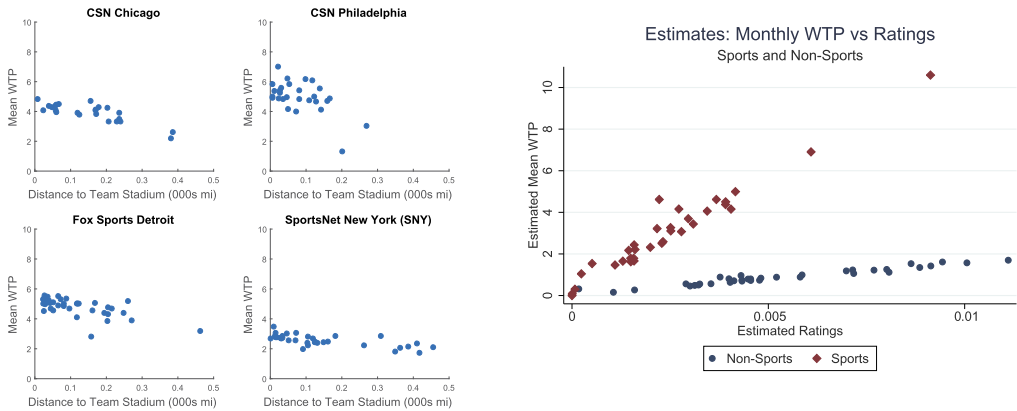 CSN Chicago
Mean WTP
10
8
6
4
2
0
0 0.1 0.2 0.3 0.4 0.5
Distance to Team Stadium (000s mi)
CSN Philadelphia
Mean WTP
10
8
6
4
2
0
0 0.1 0.2 0.3 0.4 0.5
Distance to Team Stadium (000s mi)
Fox Sports Detroit
Mean WTP
10
8
6
4
2
0
0 0.1 0.2 0.3 0.4 0.5
Distance to Team Stadium (000s mi)
SportsNet New York (SNY)
Mean WTP
10
8
6
4
2
0
0 0.1 0.2 0.3 0.4 0.5
Distance to Team Stadium (000s mi)
Estimates: Monthly WTP vs Ratings
Sports and Non-Sports
Estimated Mean WTP
10
8
6
4
2
0
0 0.005 0.01
Estimated Ratings
Non-Sports Sports